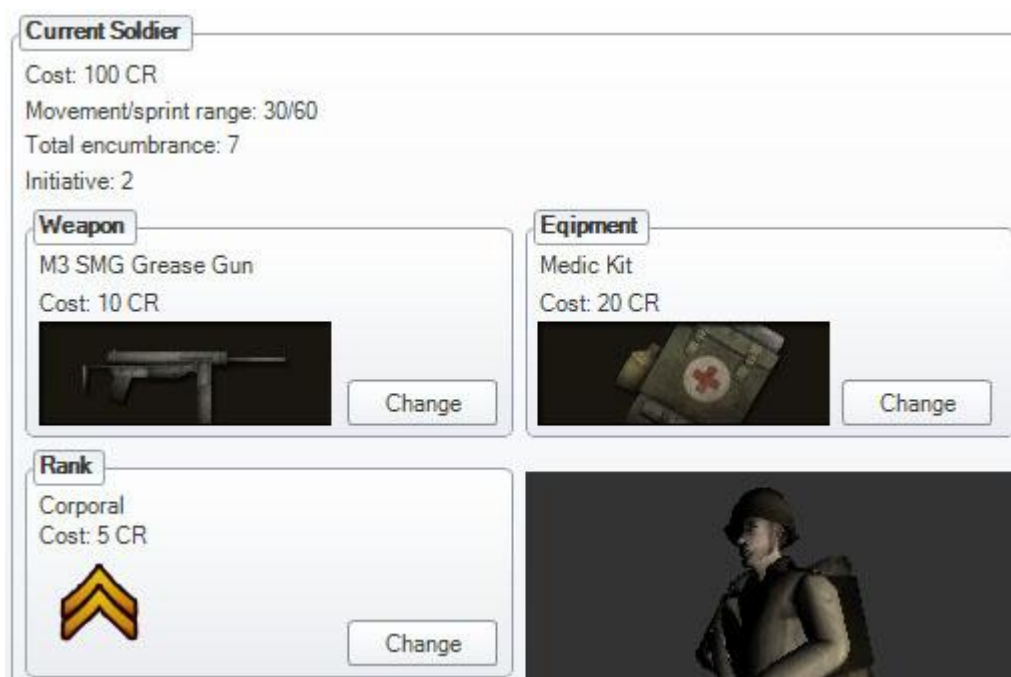 Current Soldier
Cost: 100 CR
Movement/sprint range: 30/60
Total encumbrance: 7
Initiative: 2
Weapon
M3 SMG Grease Gun
Cost: 10 CR
Change
Eqipment
Medic Kit
Cost: 20 CR
Change
Rank
Corporal
Cost: 5 CR
Change